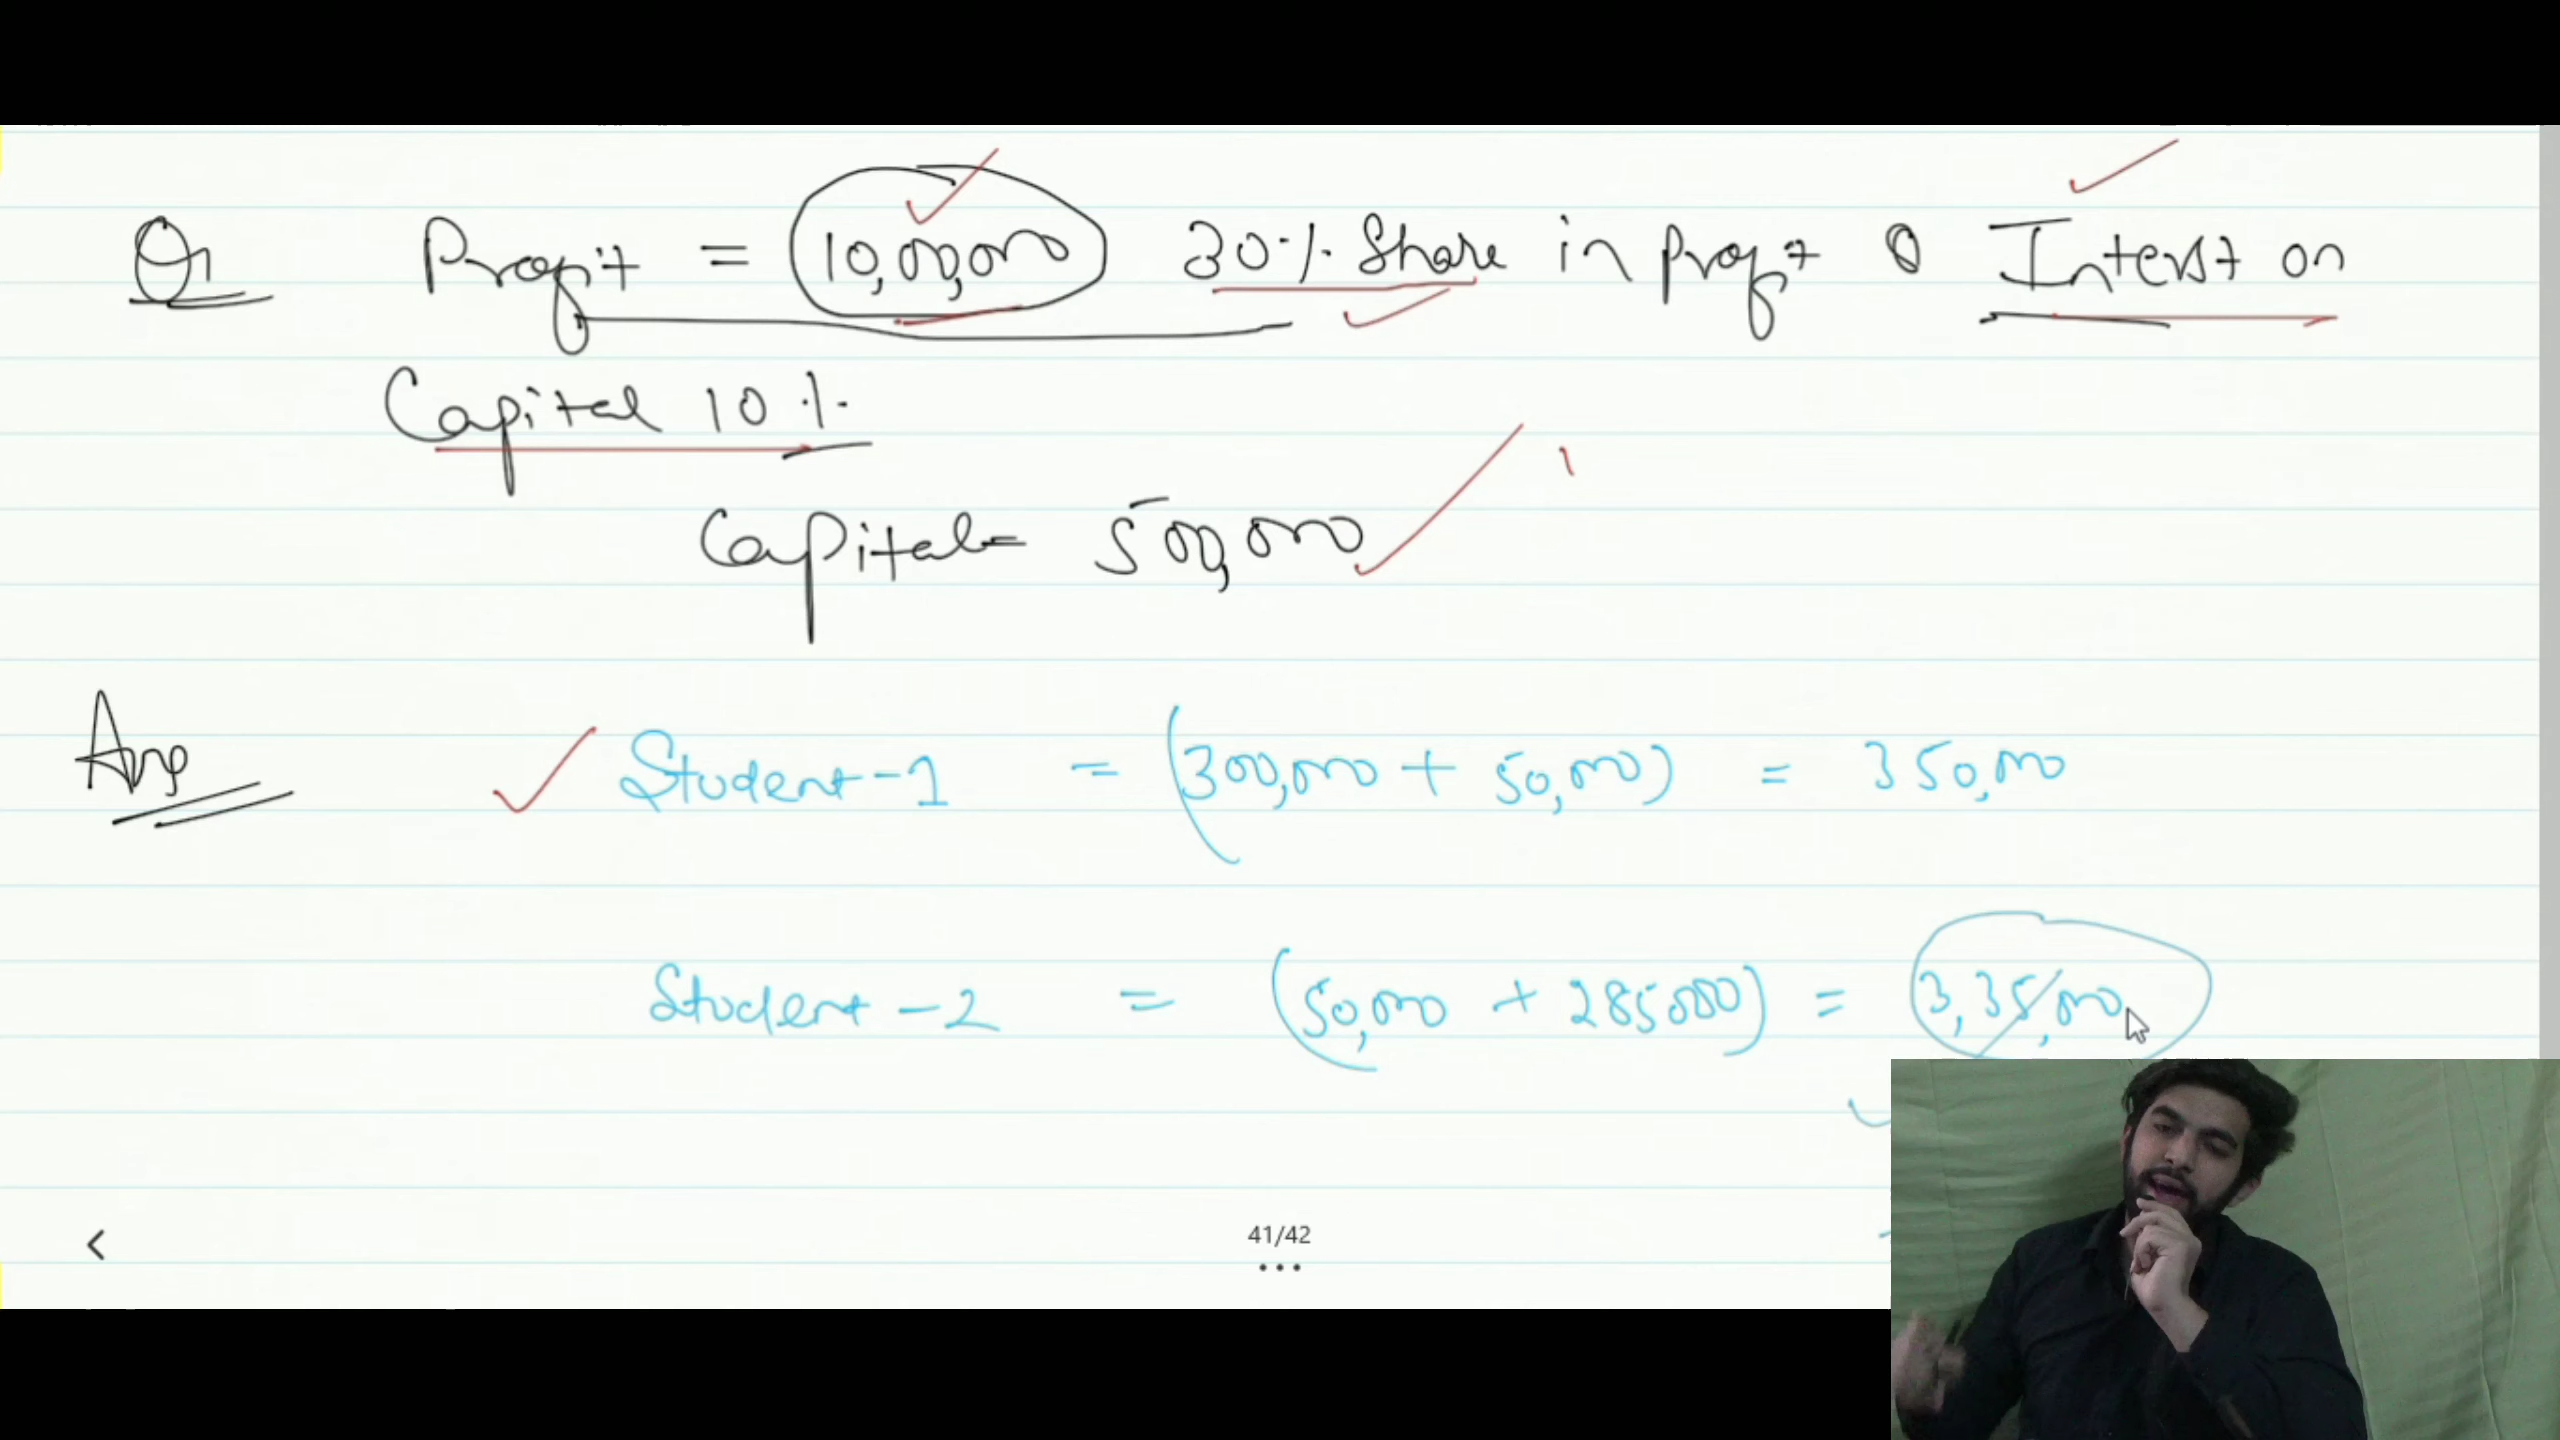 Q1 Profit = 10,00,000 30% Share in profit & Interst on
Capital 10%
Capital = 500,000
Ans Student-1 = (300,000 + 50,000) = 350,000
Student-2 = (50,000 + 285000) = 3,35,000
41/42